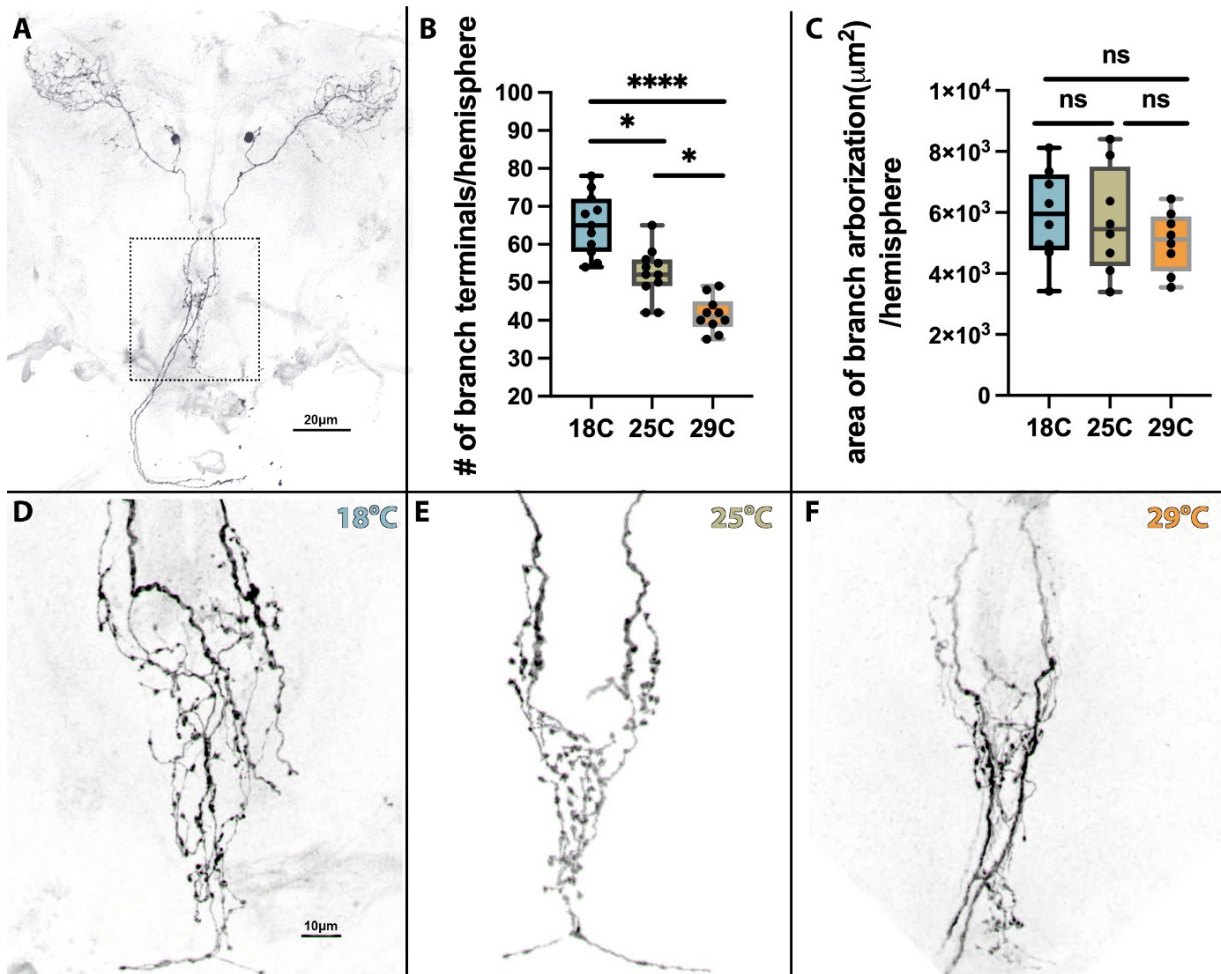 A
20μm
B
# of branch terminals/hemisphere
100
90
80
70
60
50
40
30
20
****
*
*
18C 25C 29C
C
area of branch arborization(μm²)
/hemisphere
1×10⁴
8×10³
6×10³
4×10³
2×10³
0
ns
ns ns
18C 25C 29C
D
18°C
10μm
E
25°C
F
29°C